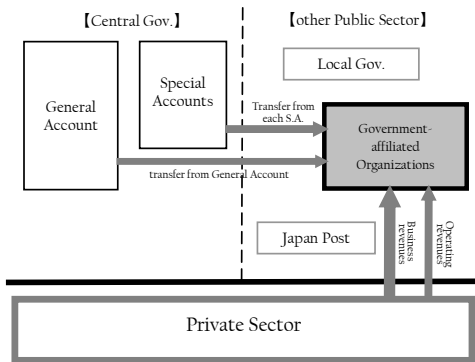 【Central Gov.】
【other Public Sector】
Local Gov.
General
Account
Special
Accounts
Transfer from
each S.A.
Government-
affiliated
Organizations
transfer from General Account
Japan Post
Business
revenues
Operating
revenues
Private Sector